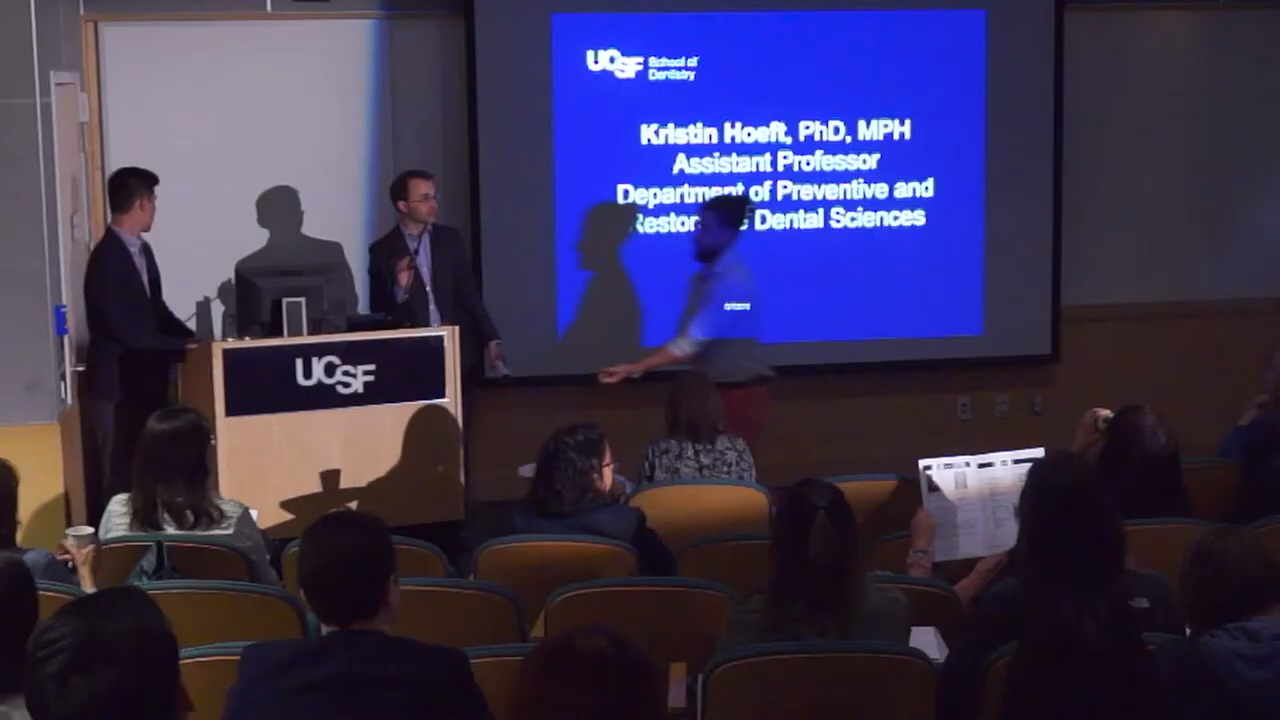 UCSF School of
Dentistry
Kristin Hoeft, PhD, MPH
Assistant Professor
Department of Preventive and
Dental Sciences
UCSF